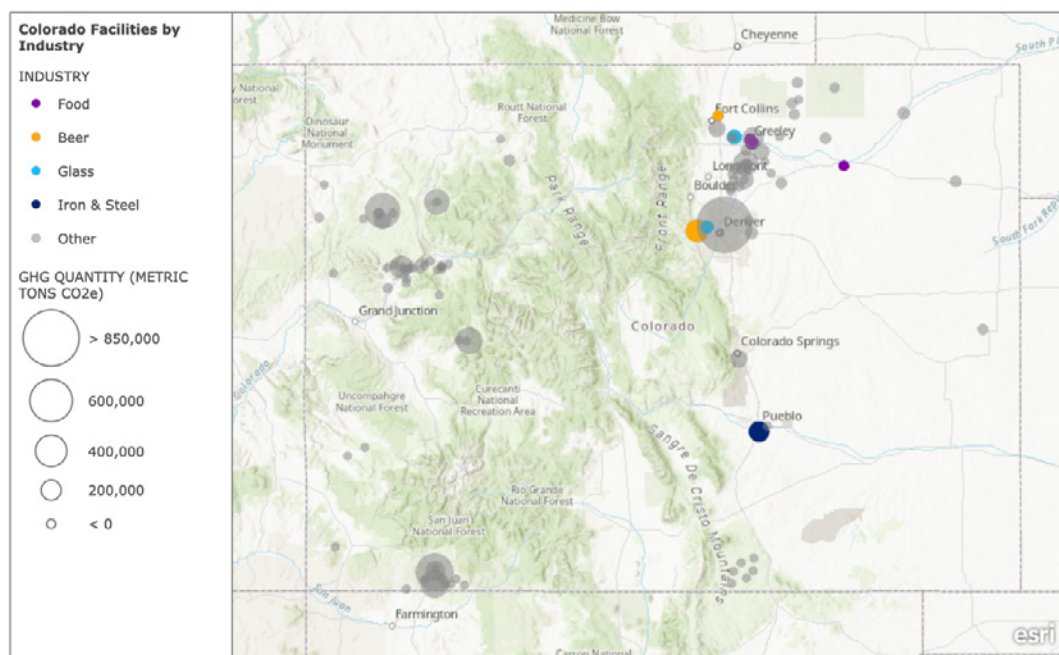 Colorado Facilities by
Industry
INDUSTRY
Food
Beer
Glass
Iron & Steel
Other
GHG QUANTITY (METRIC
TONS CO2e)
> 850,000
600,000
400,000
200,000
< 0
Medicine Bow
National Forest
Cheyenne
South
Forest
Routt National
Forest
Fort Collins
Dinosaur
National
Monument
Greeley
Longmont
Boulder
Park Range
Front Range
Denver
South Fork
Grand Junction
Colorado
Colorado Springs
Colorado
Uncompahgre
National Forest
Curecanti
National
Recreation Area
Pueblo
Sangre De Cristo Mountains
Rio Grande
National Forest
San Juan
National Forest
San Juan
Farmington
Carson National
esri